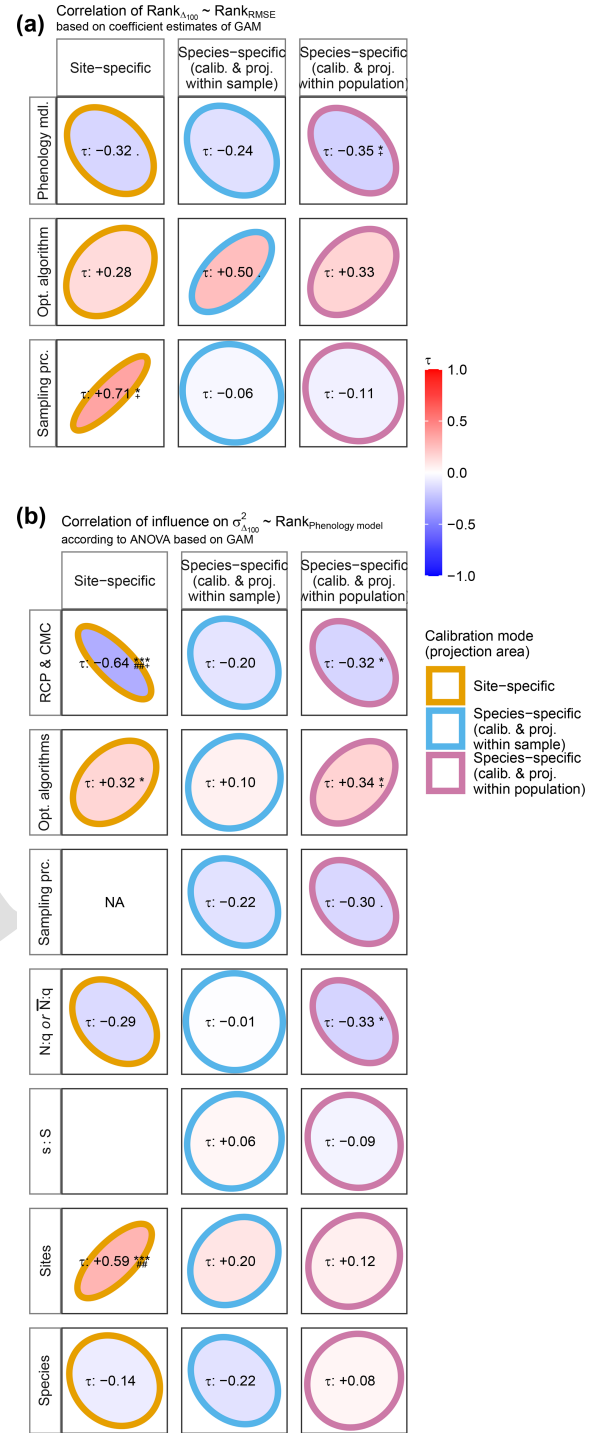 (a)
Correlation of Rank_Δ100 ~ Rank_RMSE
based on coefficient estimates of GAM
Site−specific
Species−specific
(calib. & proj.
within sample)
Species−specific
(calib. & proj.
within population)
Phenology mdl.
τ: −0.32 .
τ: −0.24
τ: −0.35 *‡
Opt. algorithm
τ: +0.28
τ: +0.50 .
τ: +0.33
Sampling prc.
τ: +0.71 *‡
τ: −0.06
τ: −0.11
τ
1.0
0.5
0.0
−0.5
−1.0
(b)
Correlation of influence on σ²_Δ100 ~ Rank_Phenology model
according to ANOVA based on GAM
Site−specific
Species−specific
(calib. & proj.
within sample)
Species−specific
(calib. & proj.
within population)
RCP & CMC
τ: −0.64 ***##‡
τ: −0.20
τ: −0.32 *
Opt. algorithms
τ: +0.32 *
τ: +0.10
τ: +0.34 *‡
Sampling prc.
NA
τ: −0.22
τ: −0.30 .
N:q or N̅:q
τ: −0.29
τ: −0.01
τ: −0.33 *
s : S
τ: +0.06
τ: −0.09
Sites
τ: +0.59 ***##
τ: +0.20
τ: +0.12
Species
τ: −0.14
τ: −0.22
τ: +0.08
Calibration mode
(projection area)
Site−specific
Species−specific
(calib. & proj.
within sample)
Species−specific
(calib. & proj.
within population)